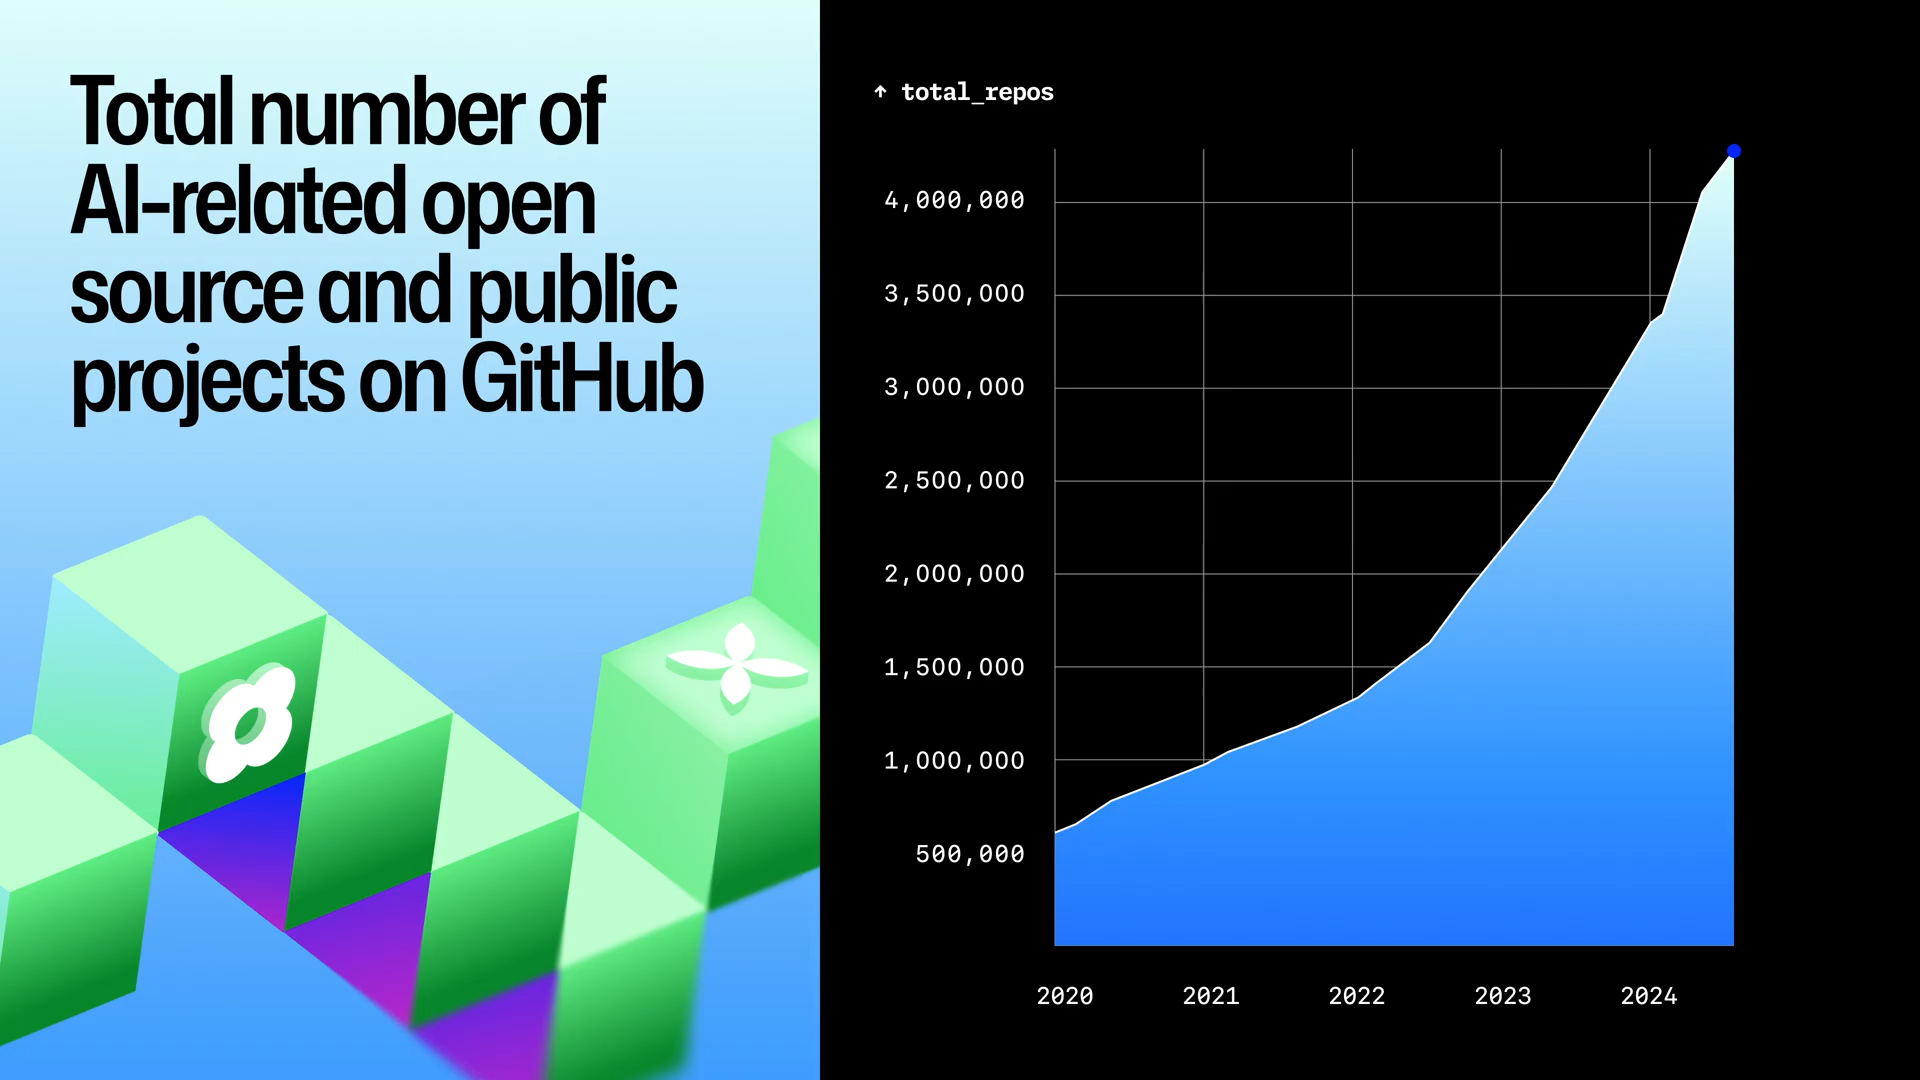 Total number of
AI-related open
source and public
projects on GitHub
↑ total_repos
4,000,000
3,500,000
3,000,000
2,500,000
2,000,000
1,500,000
1,000,000
500,000
2020 2021 2022 2023 2024